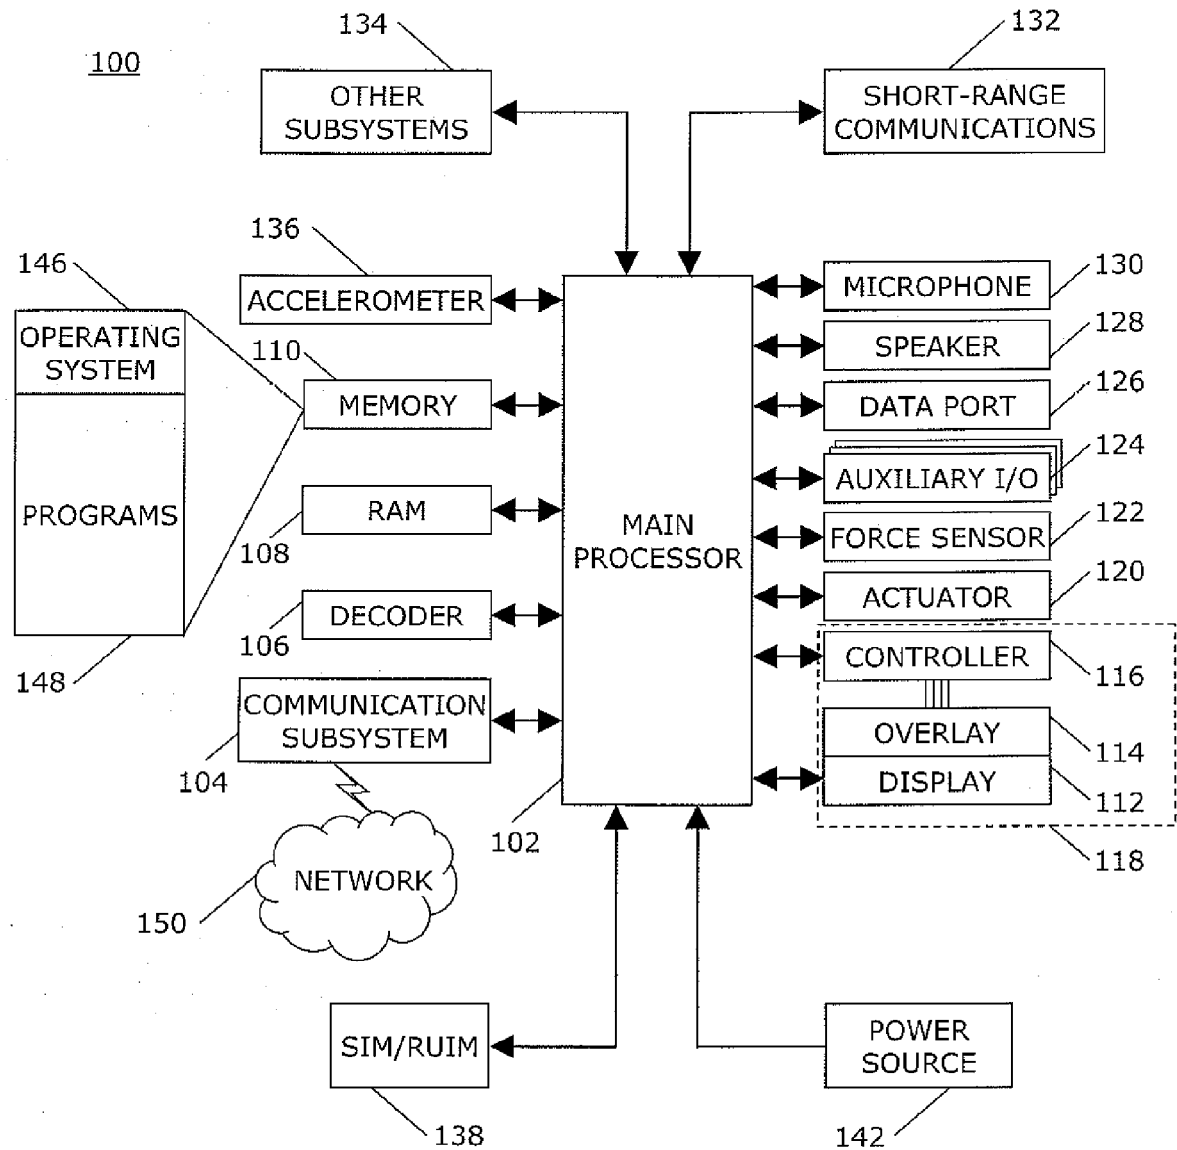 100
134
OTHER
SUBSYSTEMS
132
SHORT-RANGE
COMMUNICATIONS
136
ACCELEROMETER
146
OPERATING
SYSTEM
PROGRAMS
148
110
MEMORY
RAM
108
DECODER
106
COMMUNICATION
SUBSYSTEM
104
NETWORK
150
MAIN
PROCESSOR
102
MICROPHONE
130
SPEAKER
128
DATA PORT
126
AUXILIARY I/O
124
FORCE SENSOR
122
ACTUATOR
120
CONTROLLER
116
OVERLAY
114
DISPLAY
112
118
SIM/RUIM
138
POWER
SOURCE
142